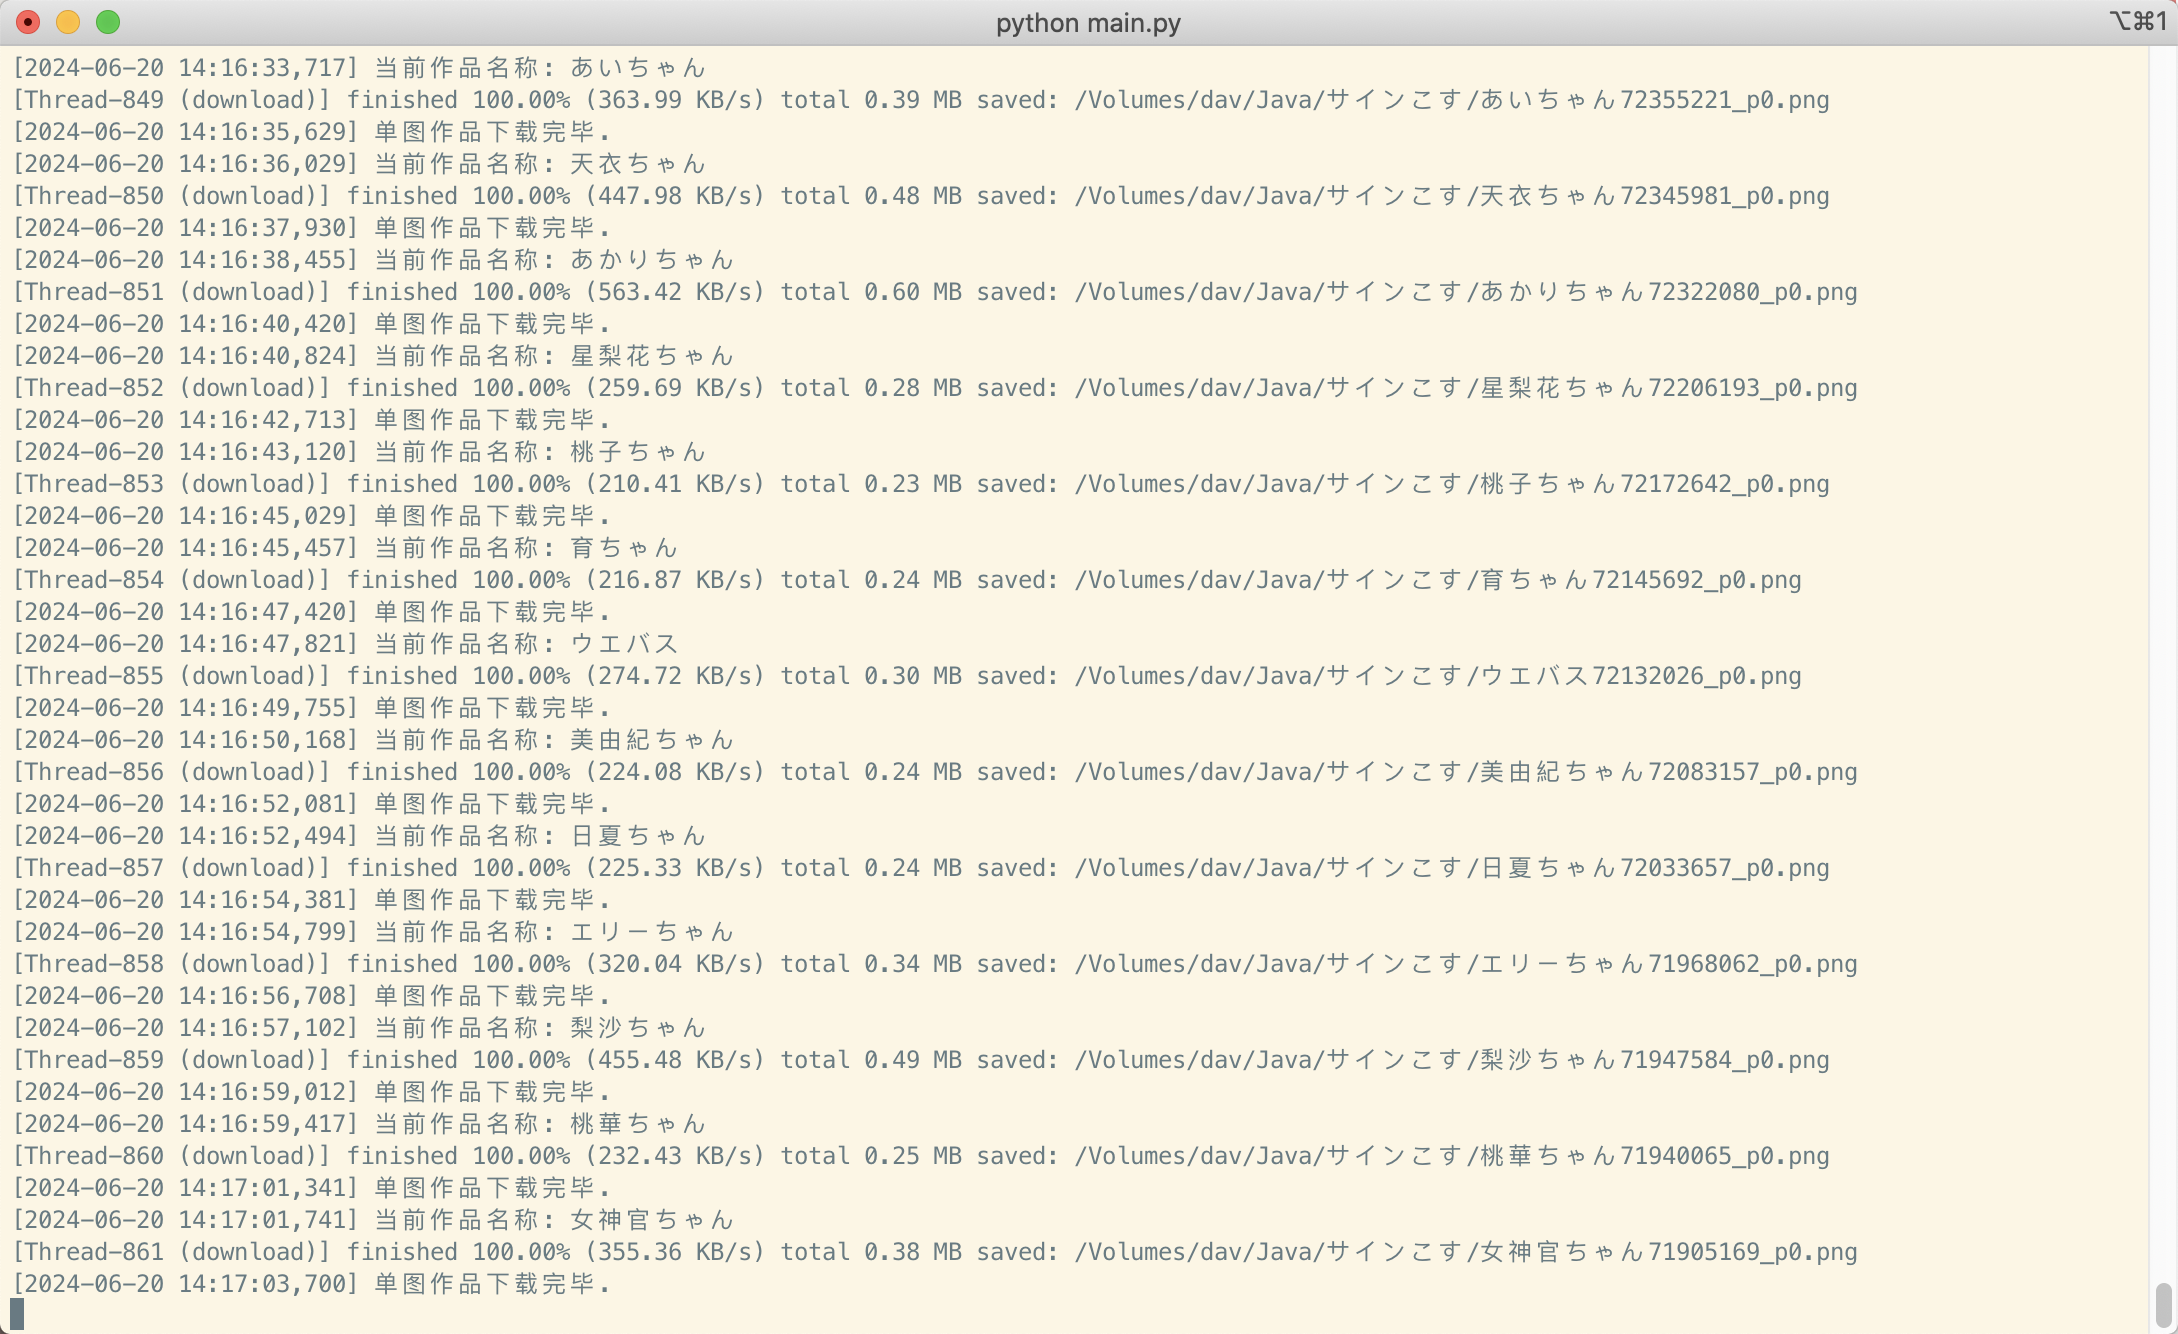 python main.py
⌥⌘1
[2024-06-20 14:16:33,717] 当前作品名称: あいちゃん
[Thread-849 (download)] finished 100.00% (363.99 KB/s) total 0.39 MB saved: /Volumes/dav/Java/サインこす/あいちゃん72355221_p0.png
[2024-06-20 14:16:35,629] 单图作品下载完毕.
[2024-06-20 14:16:36,029] 当前作品名称: 天衣ちゃん
[Thread-850 (download)] finished 100.00% (447.98 KB/s) total 0.48 MB saved: /Volumes/dav/Java/サインこす/天衣ちゃん72345981_p0.png
[2024-06-20 14:16:37,930] 单图作品下载完毕.
[2024-06-20 14:16:38,455] 当前作品名称: あかりちゃん
[Thread-851 (download)] finished 100.00% (563.42 KB/s) total 0.60 MB saved: /Volumes/dav/Java/サインこす/あかりちゃん72322080_p0.png
[2024-06-20 14:16:40,420] 单图作品下载完毕.
[2024-06-20 14:16:40,824] 当前作品名称: 星梨花ちゃん
[Thread-852 (download)] finished 100.00% (259.69 KB/s) total 0.28 MB saved: /Volumes/dav/Java/サインこす/星梨花ちゃん72206193_p0.png
[2024-06-20 14:16:42,713] 单图作品下载完毕.
[2024-06-20 14:16:43,120] 当前作品名称: 桃子ちゃん
[Thread-853 (download)] finished 100.00% (210.41 KB/s) total 0.23 MB saved: /Volumes/dav/Java/サインこす/桃子ちゃん72172642_p0.png
[2024-06-20 14:16:45,029] 单图作品下载完毕.
[2024-06-20 14:16:45,457] 当前作品名称: 育ちゃん
[Thread-854 (download)] finished 100.00% (216.87 KB/s) total 0.24 MB saved: /Volumes/dav/Java/サインこす/育ちゃん72145692_p0.png
[2024-06-20 14:16:47,420] 单图作品下载完毕.
[2024-06-20 14:16:47,821] 当前作品名称: ウエバス
[Thread-855 (download)] finished 100.00% (274.72 KB/s) total 0.30 MB saved: /Volumes/dav/Java/サインこす/ウエバス72132026_p0.png
[2024-06-20 14:16:49,755] 单图作品下载完毕.
[2024-06-20 14:16:50,168] 当前作品名称: 美由紀ちゃん
[Thread-856 (download)] finished 100.00% (224.08 KB/s) total 0.24 MB saved: /Volumes/dav/Java/サインこす/美由紀ちゃん72083157_p0.png
[2024-06-20 14:16:52,081] 单图作品下载完毕.
[2024-06-20 14:16:52,494] 当前作品名称: 日夏ちゃん
[Thread-857 (download)] finished 100.00% (225.33 KB/s) total 0.24 MB saved: /Volumes/dav/Java/サインこす/日夏ちゃん72033657_p0.png
[2024-06-20 14:16:54,381] 单图作品下载完毕.
[2024-06-20 14:16:54,799] 当前作品名称: エリーちゃん
[Thread-858 (download)] finished 100.00% (320.04 KB/s) total 0.34 MB saved: /Volumes/dav/Java/サインこす/エリーちゃん71968062_p0.png
[2024-06-20 14:16:56,708] 单图作品下载完毕.
[2024-06-20 14:16:57,102] 当前作品名称: 梨沙ちゃん
[Thread-859 (download)] finished 100.00% (455.48 KB/s) total 0.49 MB saved: /Volumes/dav/Java/サインこす/梨沙ちゃん71947584_p0.png
[2024-06-20 14:16:59,012] 单图作品下载完毕.
[2024-06-20 14:16:59,417] 当前作品名称: 桃華ちゃん
[Thread-860 (download)] finished 100.00% (232.43 KB/s) total 0.25 MB saved: /Volumes/dav/Java/サインこす/桃華ちゃん71940065_p0.png
[2024-06-20 14:17:01,341] 单图作品下载完毕.
[2024-06-20 14:17:01,741] 当前作品名称: 女神官ちゃん
[Thread-861 (download)] finished 100.00% (355.36 KB/s) total 0.38 MB saved: /Volumes/dav/Java/サインこす/女神官ちゃん71905169_p0.png
[2024-06-20 14:17:03,700] 单图作品下载完毕.